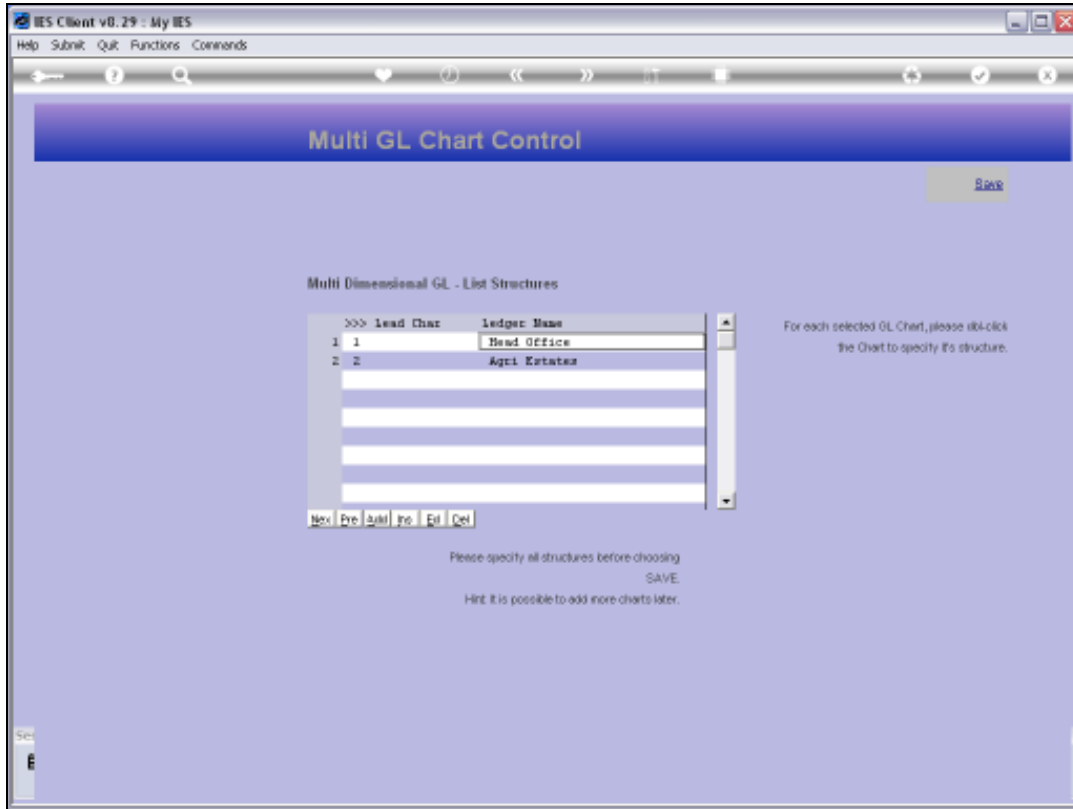 IES Client v8.29 : My IES
Help Submit Quit Functions Commands
Multi GL Chart Control
Save
Multi Dimensional GL - List Structures
>>> Lead Char Ledger Name
1 1 Head Office
2 2 Agri Estates
For each selected GL Chart, please dbl-click
the Chart to specify it's structure.
Nex Pre Add Ins Ed Del
Please specify all structures before choosing
SAVE.
Hint: It is possible to add more charts later.